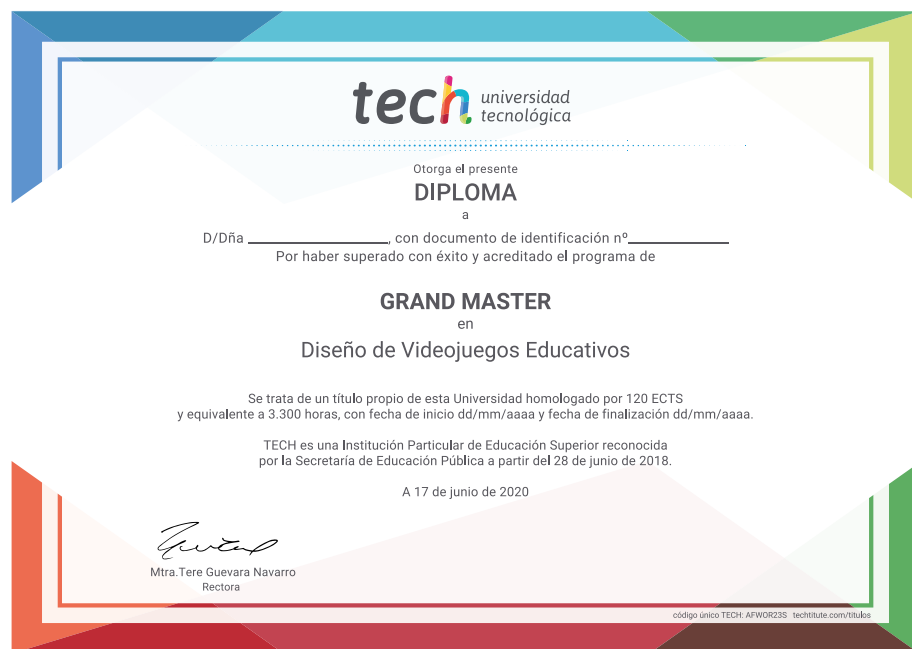 tech universidad
tecnológica
Otorga el presente
DIPLOMA
a
D/Dña , con documento de identificación nº
Por haber superado con éxito y acreditado el programa de
GRAND MASTER
en
Diseño de Videojuegos Educativos
Se trata de un título propio de esta Universidad homologado por 120 ECTS
y equivalente a 3.300 horas, con fecha de inicio dd/mm/aaaa y fecha de finalización dd/mm/aaaa.
TECH es una Institución Particular de Educación Superior reconocida
por la Secretaría de Educación Pública a partir del 28 de junio de 2018.
A 17 de junio de 2020
Mtra.Tere Guevara Navarro
Rectora
código único TECH: AFWOR23S techtitute.com/titulos